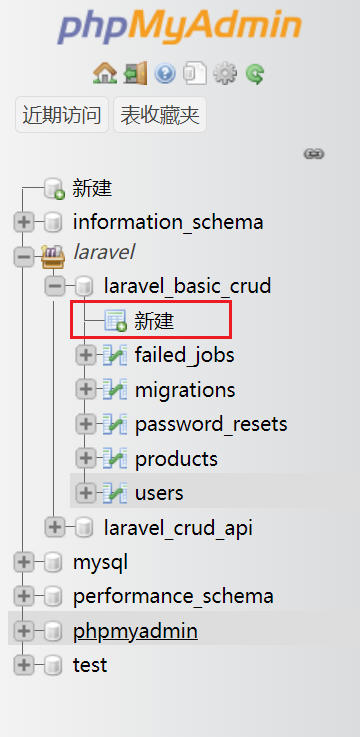 phpMyAdmin
近期访问 表收藏夹
新建
information_schema
laravel
laravel_basic_crud
新建
failed_jobs
migrations
password_resets
products
users
laravel_crud_api
mysql
performance_schema
phpmyadmin
test